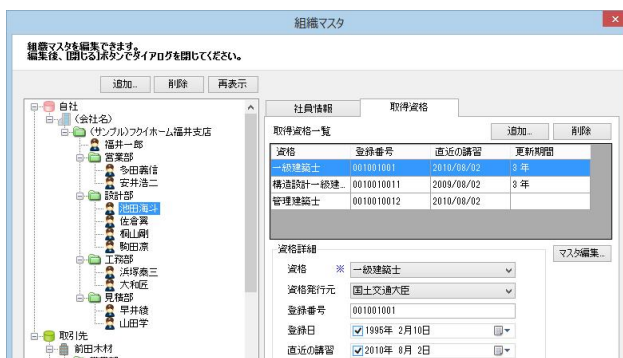 組織マスタ
組織マスタを編集できます。
編集後、[閉じる]ボタンでダイアログを閉じてください。
追加... 削除 再表示
自社
(会社名)
(サンプル)フクイホーム福井支店
福井一郎
営業部
多田義信
安井浩二
設計部
池田海斗
佐倉翼
桐山剛
駒田凉
工務部
浜塚泰三
大和匠
見積部
早井綾
山田学
取引先
前田木材
社員情報 取得資格
取得資格一覧 追加... 削除
資格 登録番号 直近の講習 更新期間
一級建築士 001001001 2010/08/02 3 年
構造設計一級建... 0010010011 2009/08/02 3 年
管理建築士 0010010012 2010/08/02
資格詳細 マスタ編集...
資格 ※ 一級建築士
資格発行元 国土交通大臣
登録番号 001001001
登録日 1995年 2月10日
直近の講習 2010年 8月 2日